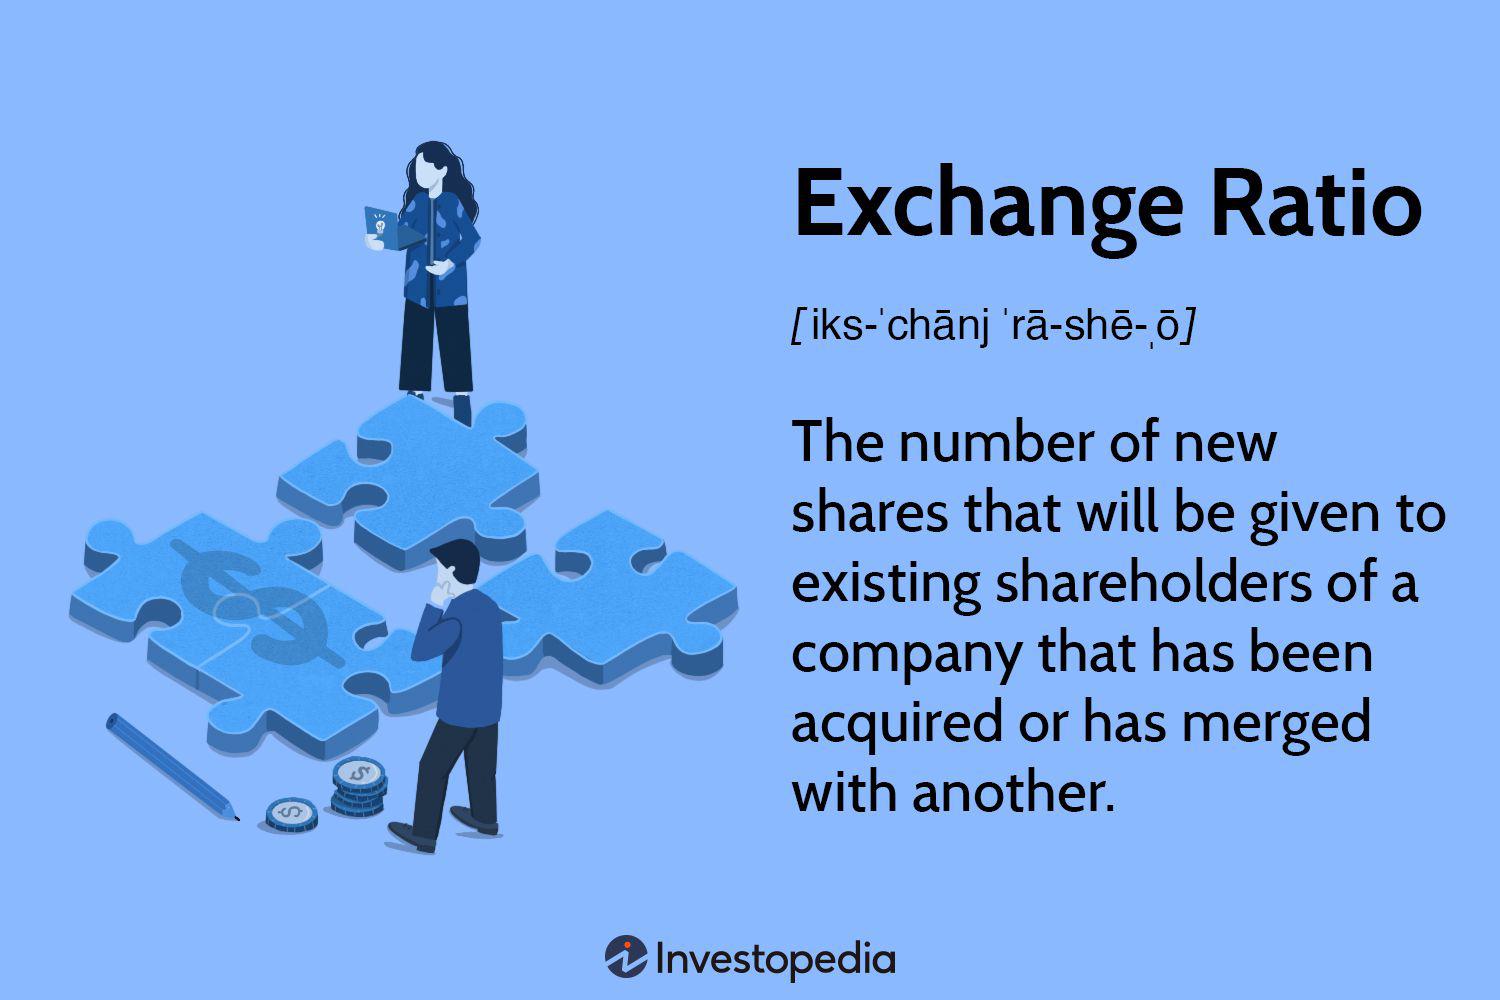 Exchange Ratio
[iks-ˈchānj ˈrā-shē-ˌō]
The number of new
shares that will be given to
existing shareholders of a
company that has been
acquired or has merged
with another.
$
$
$
Investopedia